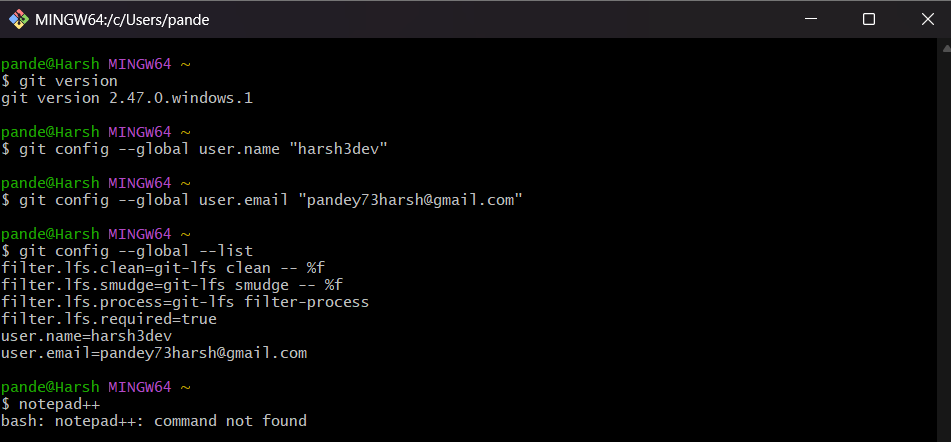 MINGW64:/c/Users/pande
pande@Harsh MINGW64 ~
$ git version
git version 2.47.0.windows.1
pande@Harsh MINGW64 ~
$ git config --global user.name "harsh3dev"
pande@Harsh MINGW64 ~
$ git config --global user.email "pandey73harsh@gmail.com"
pande@Harsh MINGW64 ~
$ git config --global --list
filter.lfs.clean=git-lfs clean -- %f
filter.lfs.smudge=git-lfs smudge -- %f
filter.lfs.process=git-lfs filter-process
filter.lfs.required=true
user.name=harsh3dev
user.email=pandey73harsh@gmail.com
pande@Harsh MINGW64 ~
$ notepad++
bash: notepad++: command not found